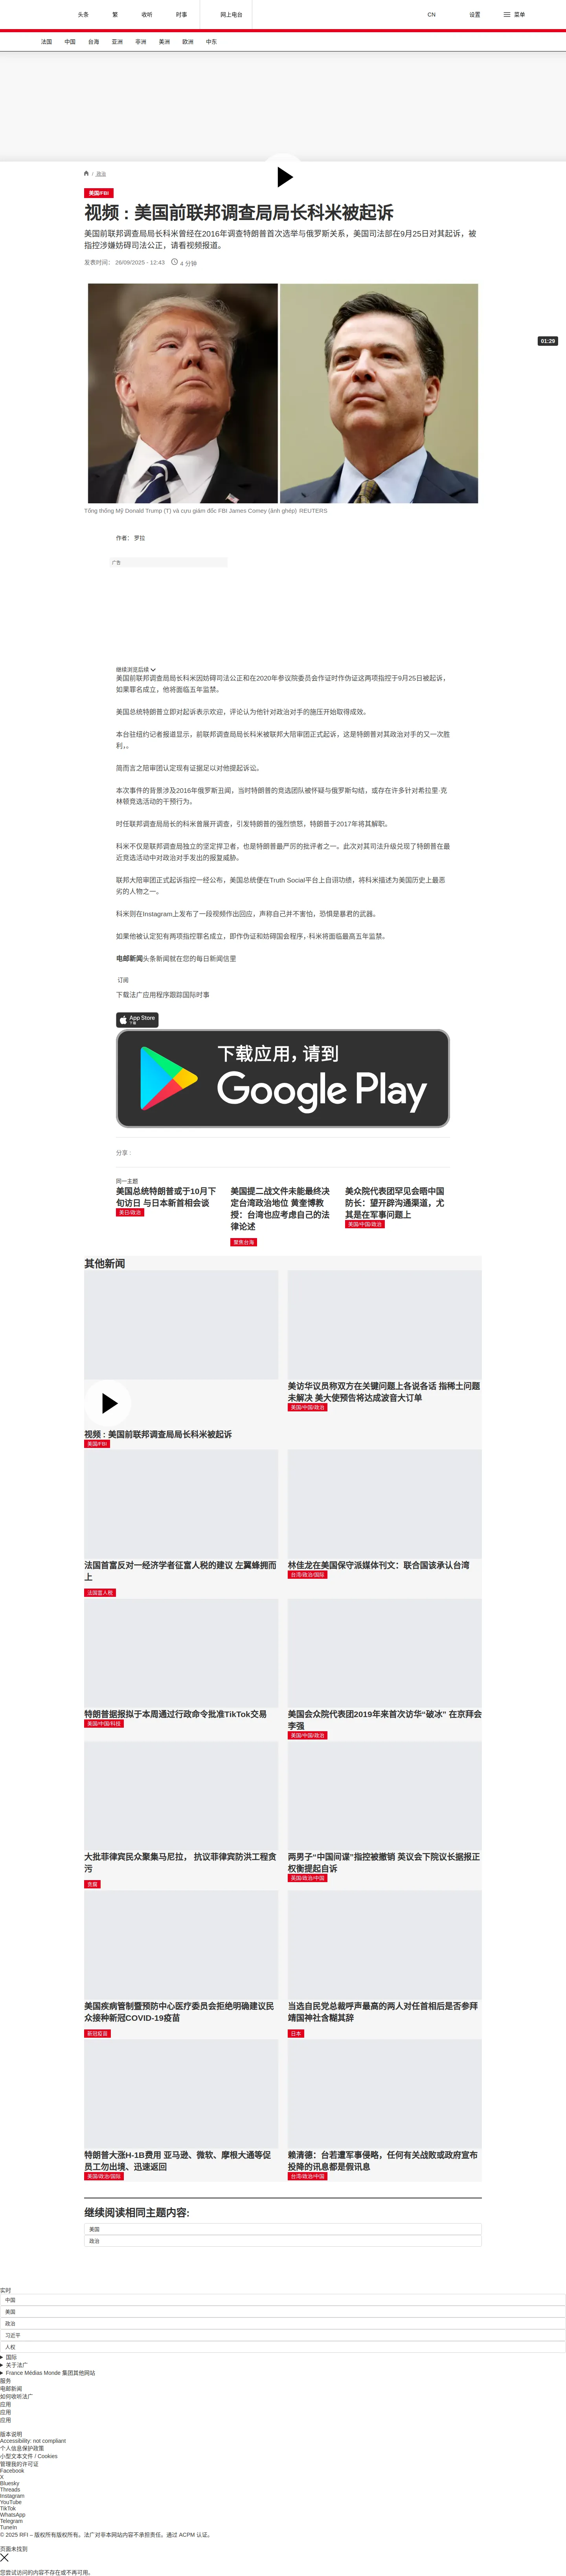 头条
繁
收听
时事
网上电台
CN
设置
菜单
法国
中国
台海
亚洲
非洲
美洲
欧洲
中东
/ 政治
美国/FBI
视频：美国前联邦调查局局长科米被起诉
美国前联邦调查局局长科米曾经在2016年调查特朗普首次选举与俄罗斯关系，美国司法部在9月25日对其起诉，被
指控涉嫌妨碍司法公正，请看视频报道。
发表时间： 26/09/2025 - 12:43
4 分钟
01:29
Tổng thống Mỹ Donald Trump (T) và cưu giám đốc FBI James Comey (ảnh ghép) REUTERS
作者： 罗拉
广告
继续浏览后续
美国前联邦调查局局长科米因妨碍司法公正和在2020年参议院委员会作证时作伪证这两项指控于9月25日被起诉，
如果罪名成立，他将面临五年监禁。
美国总统特朗普立即对起诉表示欢迎，评论认为他针对政治对手的施压开始取得成效。
本台驻纽约记者报道显示，前联邦调查局局长科米被联邦大陪审团正式起诉，这是特朗普对其政治对手的又一次胜
利，。
简而言之陪审团认定现有证据足以对他提起诉讼。
本次事件的背景涉及2016年俄罗斯丑闻，当时特朗普的竞选团队被怀疑与俄罗斯勾结，或存在许多针对希拉里·克
林顿竞选活动的干预行为。
时任联邦调查局局长的科米曾展开调查，引发特朗普的强烈愤怒，特朗普于2017年将其解职。
科米不仅是联邦调查局独立的坚定捍卫者，也是特朗普最严厉的批评者之一。此次对其司法升级兑现了特朗普在最
近竞选活动中对政治对手发出的报复威胁。
联邦大陪审团正式起诉指控一经公布，美国总统便在Truth Social平台上自诩功绩，将科米描述为美国历史上最恶
劣的人物之一。
科米则在Instagram上发布了一段视频作出回应，声称自己并不害怕，恐惧是暴君的武器。
如果他被认定犯有两项指控罪名成立，即作伪证和妨碍国会程序，科米将面临最高五年监禁。
电邮新闻头条新闻就在您的每日新闻信里
订阅
下载法广应用程序跟踪国际时事
App Store
下载
下载应用，请到
Google Play
分享 :
同一主题
美国总统特朗普或于10月下
旬访日 与日本新首相会谈
美日/政治
美国提二战文件未能最终决
定台湾政治地位 黄奎博教
授：台湾也应考虑自己的法
律论述
聚焦台海
美众院代表团罕见会晤中国
防长：望开辟沟通渠道，尤
其是在军事问题上
美国/中国/政治
其他新闻
视频：美国前联邦调查局局长科米被起诉
美国/FBI
美访华议员称双方在关键问题上各说各话 指稀土问题
未解决 美大使预告将达成波音大订单
美国/中国/政治
法国首富反对一经济学者征富人税的建议 左翼蜂拥而
上
法国富人税
林佳龙在美国保守派媒体刊文：联合国该承认台湾
台湾/政治/国际
特朗普据报拟于本周通过行政命令批准TikTok交易
美国/中国/科技
美国会众院代表团2019年来首次访华“破冰” 在京拜会
李强
美国/中国/政治
大批菲律宾民众聚集马尼拉， 抗议菲律宾防洪工程贪
污
贪腐
两男子“中国间谍”指控被撤销 英议会下院议长据报正
权衡提起自诉
英国/政治/中国
美国疾病管制暨预防中心医疗委员会拒绝明确建议民
众接种新冠COVID-19疫苗
新冠疫苗
当选自民党总裁呼声最高的两人对任首相后是否参拜
靖国神社含糊其辞
日本
特朗普大涨H-1B费用 亚马逊、微软、摩根大通等促
员工勿出境、迅速返回
美国/政治/国际
赖清德：台若遭军事侵略，任何有关战败或政府宣布
投降的讯息都是假讯息
台湾/政治/中国
继续阅读相同主题内容:
美国
政治
实时
中国
美国
政治
习近平
人权
国际
关于法广
France Médias Monde 集团其他网站
服务
电邮新闻
如何收听法广
应用
应用
应用
版本说明
Accessibility: not compliant
个人信息保护政策
小型文本文件 / Cookies
管理我的许可证
Facebook
X
Bluesky
Threads
Instagram
YouTube
TikTok
WhatsApp
Telegram
TuneIn
© 2025 RFI – 版权所有版权所有。法广对非本网站内容不承担责任。通过 ACPM 认证。
页面未找到
您尝试访问的内容不存在或不再可用。